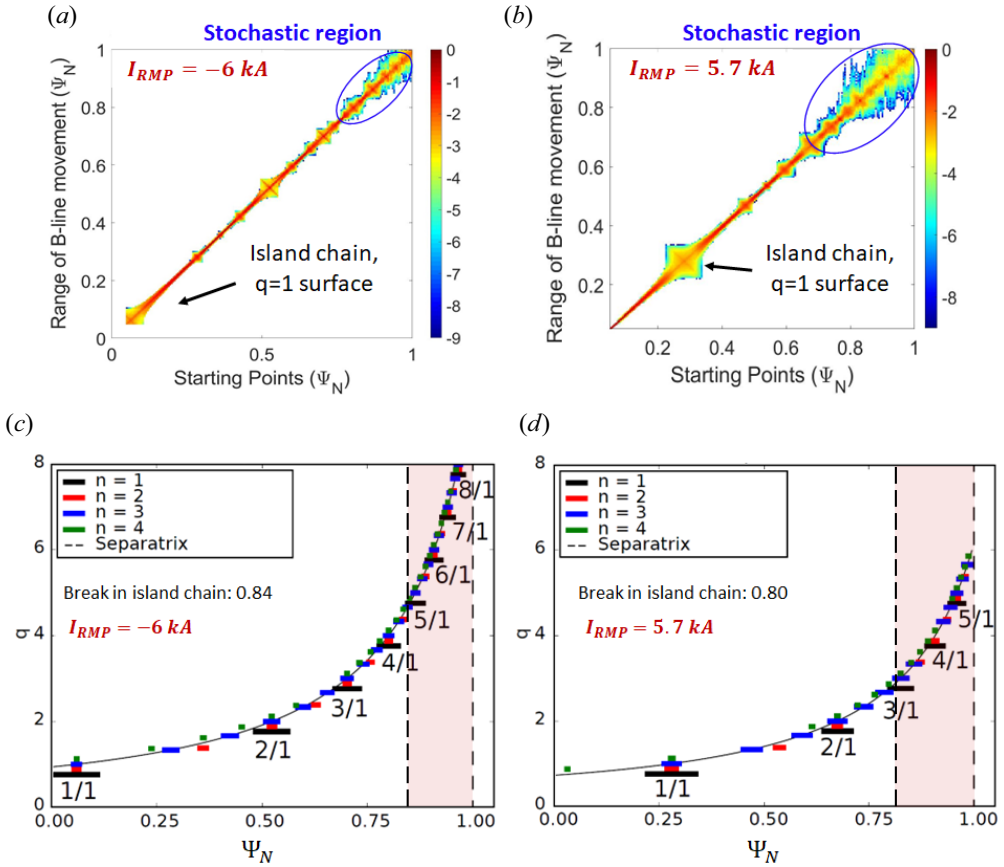 (a)
Stochastic region
I_RMP = −6 kA
Range of B-line movement (Ψ_N)
1
0.8
0.6
0.4
0.2
0
0
0.5
1
Starting Points (Ψ_N)
Island chain,
q=1 surface
0
-1
-2
-3
-4
-5
-6
-7
-8
-9
(b)
Stochastic region
I_RMP = 5.7 kA
Range of B-line movement (Ψ_N)
1
0.8
0.6
0.4
0.2
0.2
0.4
0.6
0.8
1
Starting Points (Ψ_N)
Island chain,
q=1 surface
0
-2
-4
-6
-8
(c)
8
6
4
2
0
q
n = 1
n = 2
n = 3
n = 4
Separatrix
Break in island chain: 0.84
I_RMP = −6 kA
1/1
2/1
3/1
4/1
5/1
6/1
7/1
8/1
0.00
0.25
0.50
0.75
1.00
Ψ_N
(d)
8
6
4
2
0
q
n = 1
n = 2
n = 3
n = 4
Separatrix
Break in island chain: 0.80
I_RMP = 5.7 kA
1/1
2/1
3/1
4/1
5/1
0.00
0.25
0.50
0.75
1.00
Ψ_N